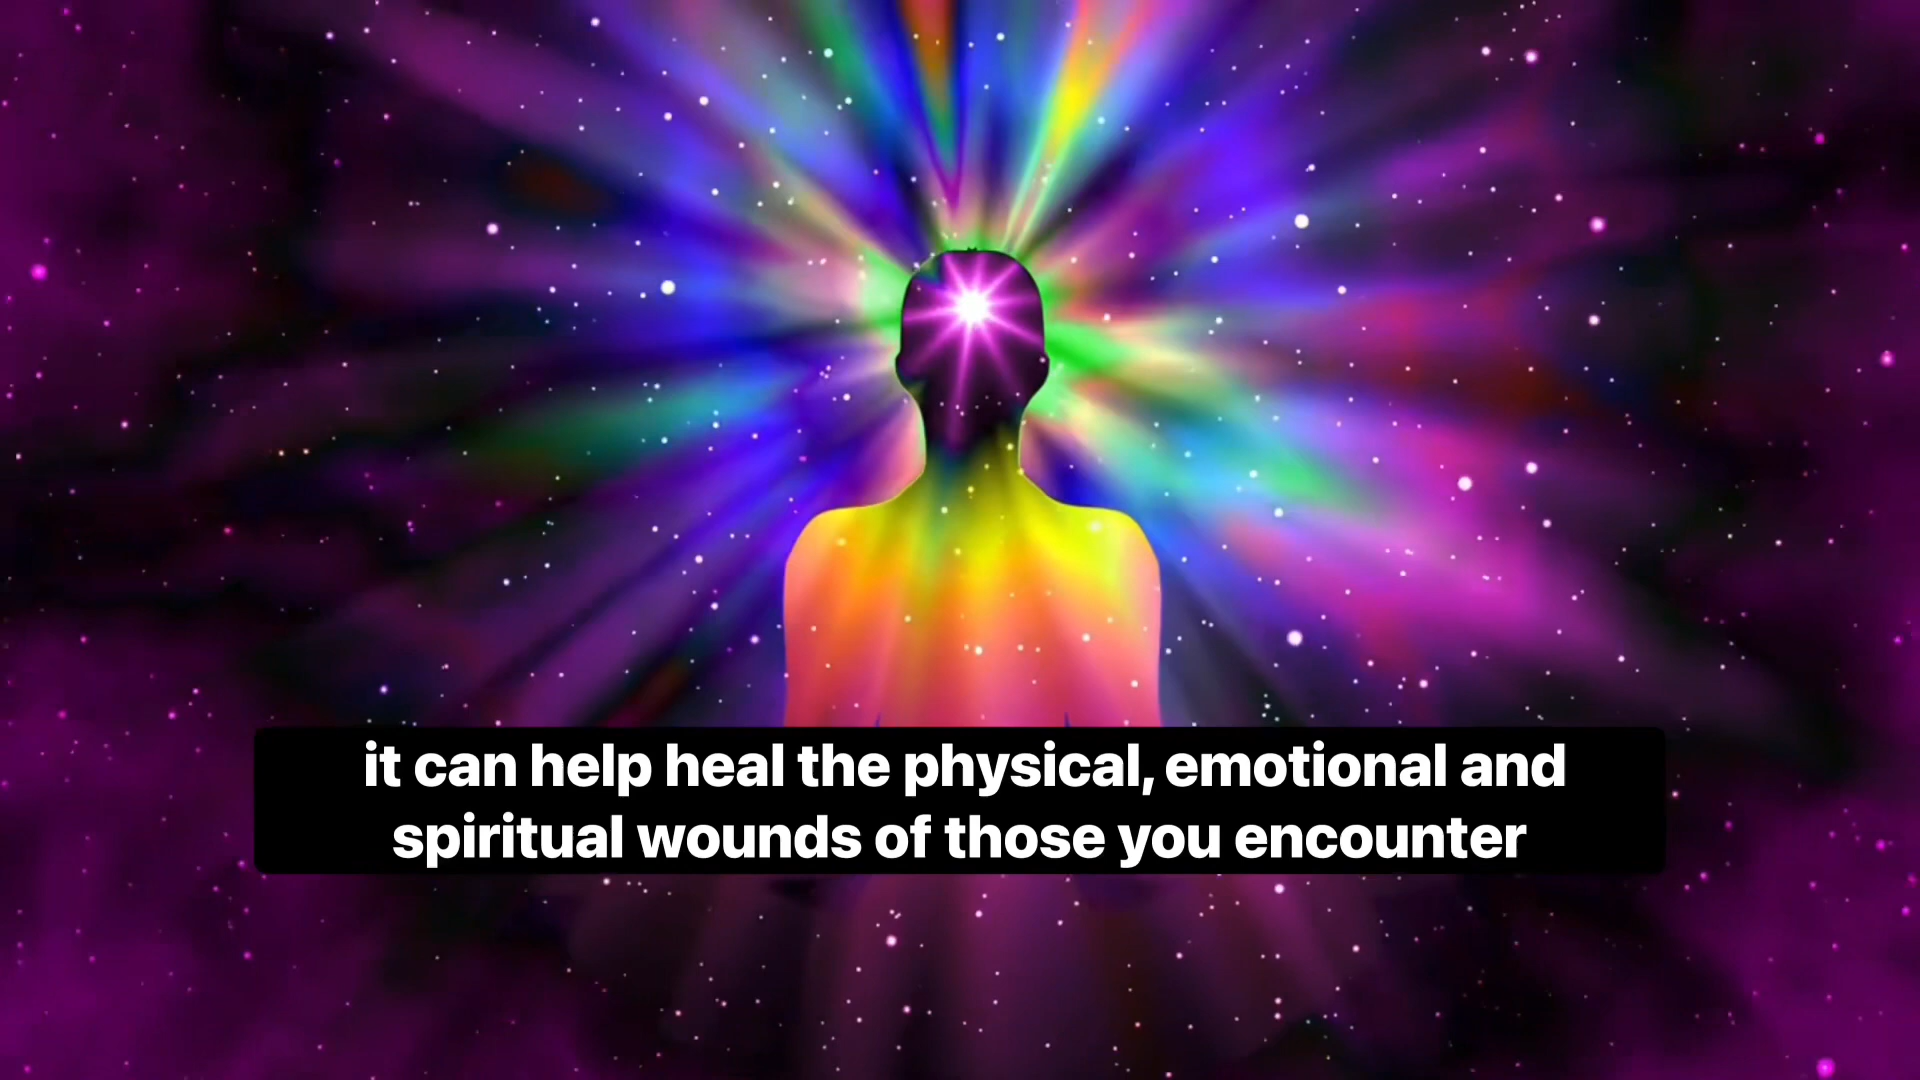 it can help heal the physical, emotional and
spiritual wounds of those you encounter